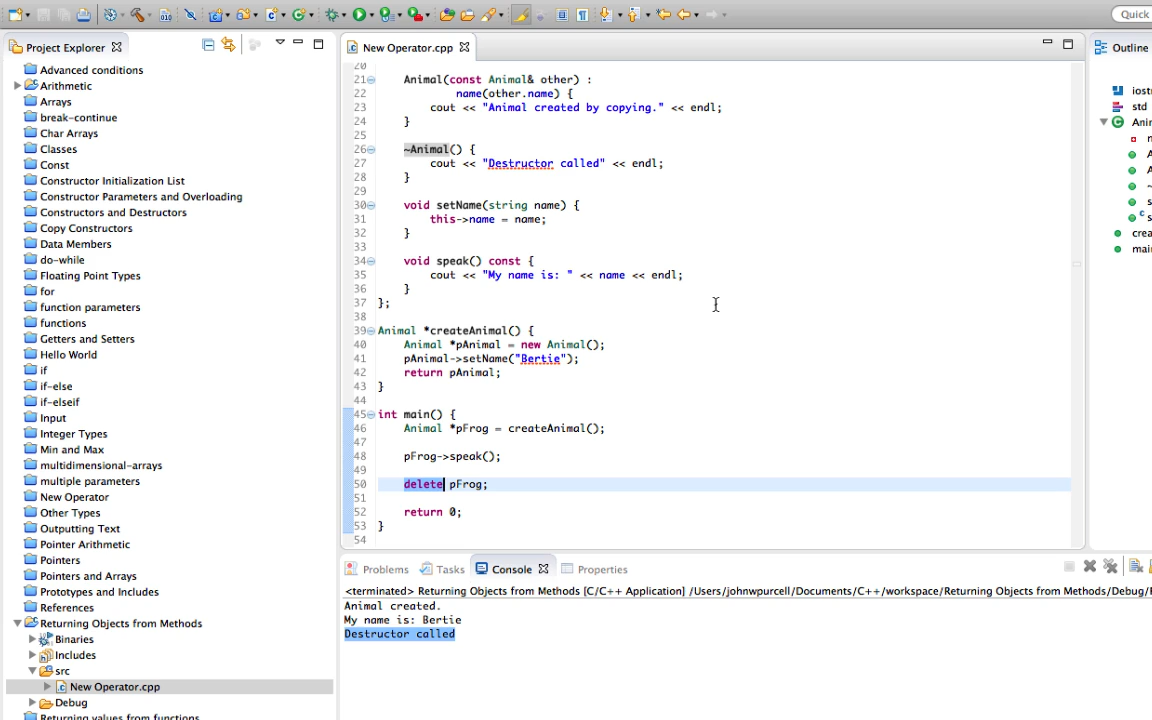 Quick
Project Explorer
Advanced conditions
Arithmetic
Arrays
break-continue
Char Arrays
Classes
Const
Constructor Initialization List
Constructor Parameters and Overloading
Constructors and Destructors
Copy Constructors
Data Members
do-while
Floating Point Types
for
function parameters
functions
Getters and Setters
Hello World
if
if-else
if-elseif
Input
Integer Types
Min and Max
multidimensional-arrays
multiple parameters
New Operator
Other Types
Outputting Text
Pointer Arithmetic
Pointers
Pointers and Arrays
Prototypes and Includes
References
Returning Objects from Methods
Binaries
Includes
src
New Operator.cpp
Debug
Returning values from functions
New Operator.cpp
20
21 Animal(const Animal& other) :
22 name(other.name) {
23 cout << "Animal created by copying." << endl;
24 }
25
26 ~Animal() {
27 cout << "Destructor called" << endl;
28 }
29
30 void setName(string name) {
31 this->name = name;
32 }
33
34 void speak() const {
35 cout << "My name is: " << name << endl;
36 }
37 };
38
39 Animal *createAnimal() {
40 Animal *pAnimal = new Animal();
41 pAnimal->setName("Bertie");
42 return pAnimal;
43 }
44
45 int main() {
46 Animal *pFrog = createAnimal();
47
48 pFrog->speak();
49
50 delete pFrog;
51
52 return 0;
53 }
54
Outline
iost
std
Ani
n
A
A
~
s
s
crea
mai
Problems Tasks Console Properties
<terminated> Returning Objects from Methods [C/C++ Application] /Users/johnwpurcell/Documents/C++/workspace/Returning Objects from Methods/Debug/R
Animal created.
My name is: Bertie
Destructor called